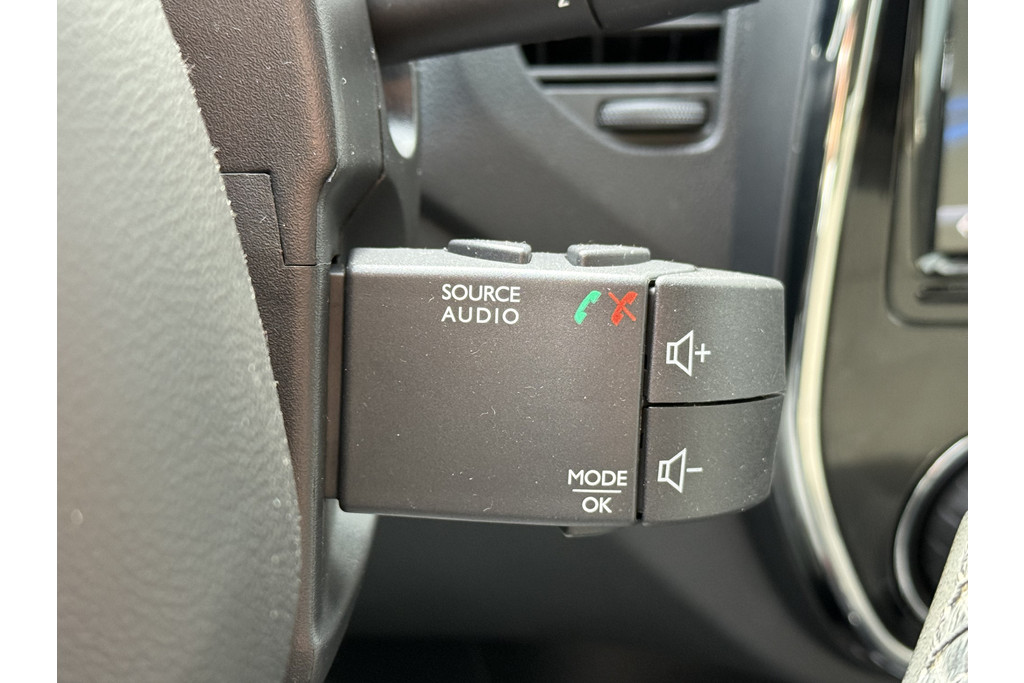 SOURCE
AUDIO
+
-
MODE
OK